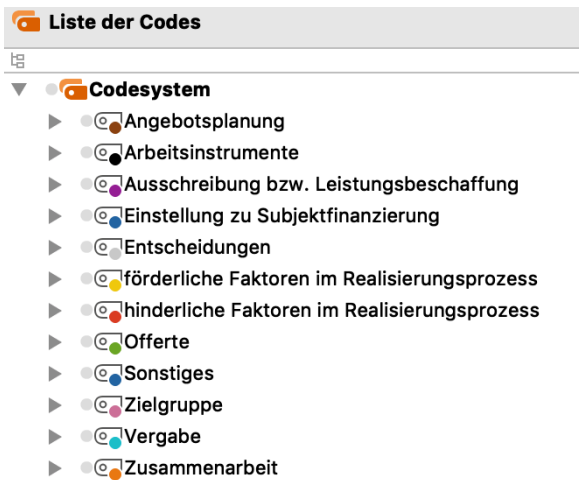 Liste der Codes
Codesystem
Angebotsplanung
Arbeitsinstrumente
Ausschreibung bzw. Leistungsbeschaffung
Einstellung zu Subjektfinanzierung
Entscheidungen
förderliche Faktoren im Realisierungsprozess
hinderliche Faktoren im Realisierungsprozess
Offerte
Sonstiges
Zielgruppe
Vergabe
Zusammenarbeit